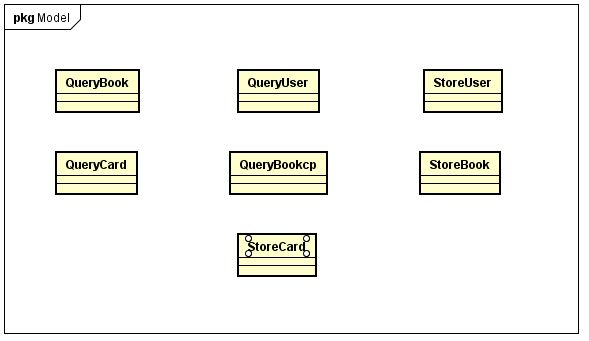 pkg Model
QueryBook
QueryUser
StoreUser
QueryCard
QueryBookcp
StoreBook
StoreCard